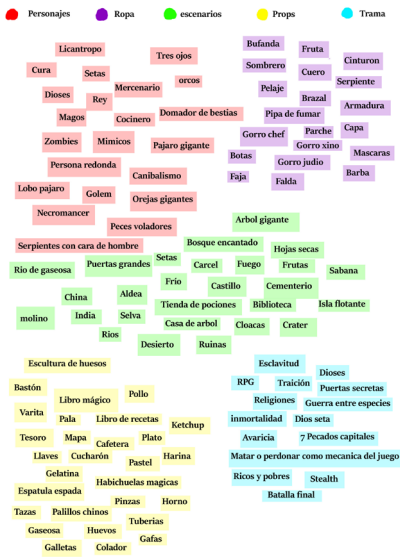 Personajes Ropa escenarios Props Trama
Licantropo
Tres ojos
Cura
Setas
orcos
Dioses
Mercenario
Rey
Magos
Cocinero
Domador de bestias
Zombies
Mimicos
Pajaro gigante
Persona redonda
Canibalismo
Lobo pajaro
Golem
Orejas gigantes
Necromancer
Peces voladores
Serpientes con cara de hombre
Bufanda
Fruta
Sombrero
Cinturon
Cuero
Serpiente
Pelaje
Brazal
Armadura
Pipa de fumar
Gorro chef
Parche
Capa
Gorro xino
Botas
Mascaras
Gorro judio
Faja
Falda
Barba
Arbol gigante
Bosque encantado
Hojas secas
Rio de gaseosa
Puertas grandes
Setas
Carcel
Fuego
Frutas
Sabana
Frio
Castillo
Cementerio
China
Aldea
Tienda de pociones
Biblioteca
Isla flotante
molino
India
Selva
Casa de arbol
Cloacas
Crater
Rios
Desierto
Ruinas
Escultura de huesos
Bastón
Libro mágico
Pollo
Varita
Pala
Libro de recetas
Ketchup
Tesoro
Mapa
Cafetera
Plato
Llaves
Cucharón
Pastel
Harina
Gelatina
Habichuelas magicas
Espatula espada
Pinzas
Horno
Tazas
Palillos chinos
Tuberias
Gaseosa
Huevos
Gafas
Galletas
Colador
Esclavitud
Dioses
RPG
Traición
Puertas secretas
Religiones
Guerra entre especies
inmortalidad
Dios seta
Avaricia
7 Pecados capitales
Matar o perdonar como mecanica del juego
Ricos y pobres
Stealth
Batalla final